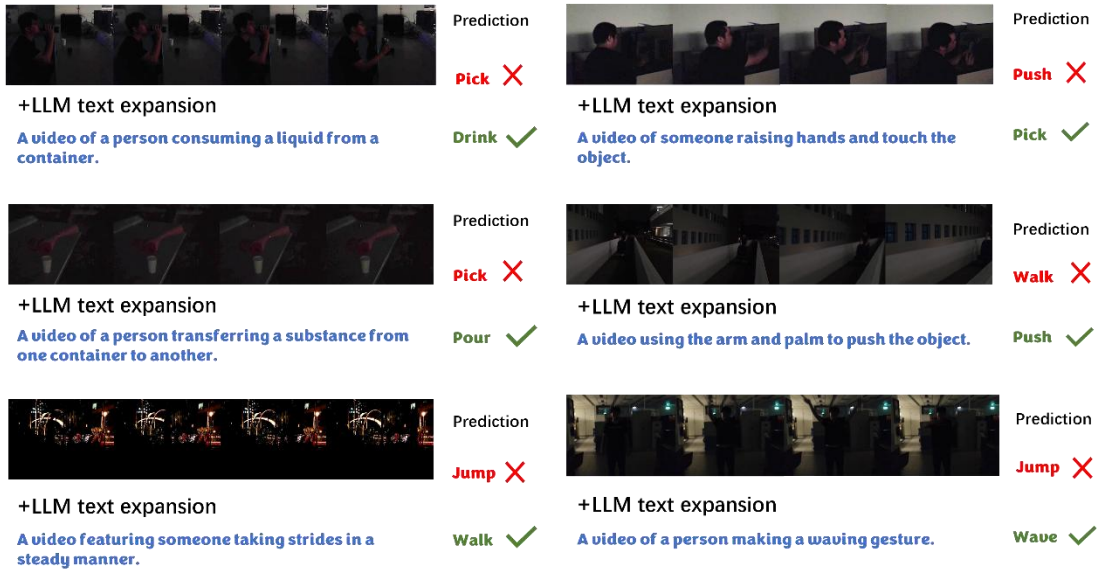 Prediction
Pick
+LLM text expansion
A video of a person consuming a liquid from a
container.
Drink
Prediction
Push
+LLM text expansion
A video of someone raising hands and touch the
object.
Pick
Prediction
Pick
+LLM text expansion
A video of a person transferring a substance from
one container to another.
Pour
Prediction
Walk
+LLM text expansion
A video using the arm and palm to push the object.
Push
Prediction
Jump
+LLM text expansion
A video featuring someone taking strides in a
steady manner.
Walk
Prediction
Jump
+LLM text expansion
A video of a person making a waving gesture.
Wave